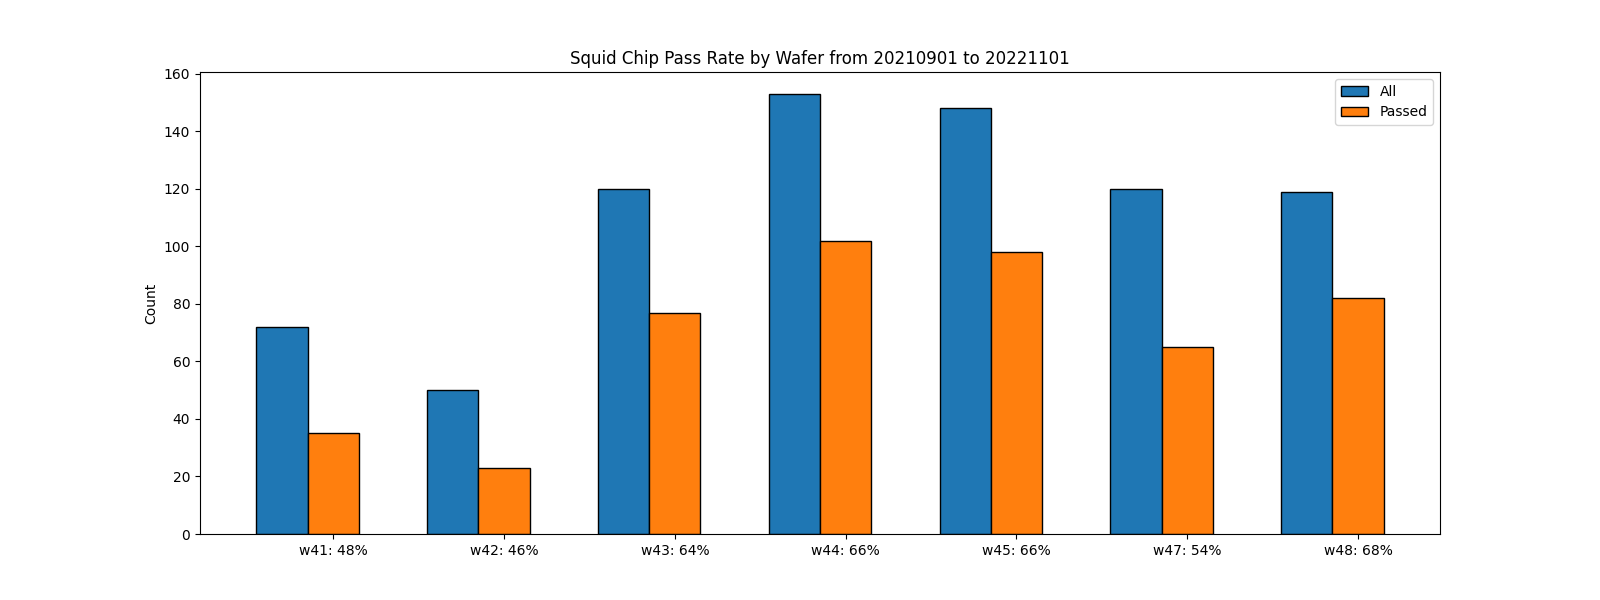 Squid Chip Pass Rate by Wafer from 20210901 to 20221101
160
140
120
100
80
60
40
20
0
Count
All
Passed
w41: 48%
w42: 46%
w43: 64%
w44: 66%
w45: 66%
w47: 54%
w48: 68%